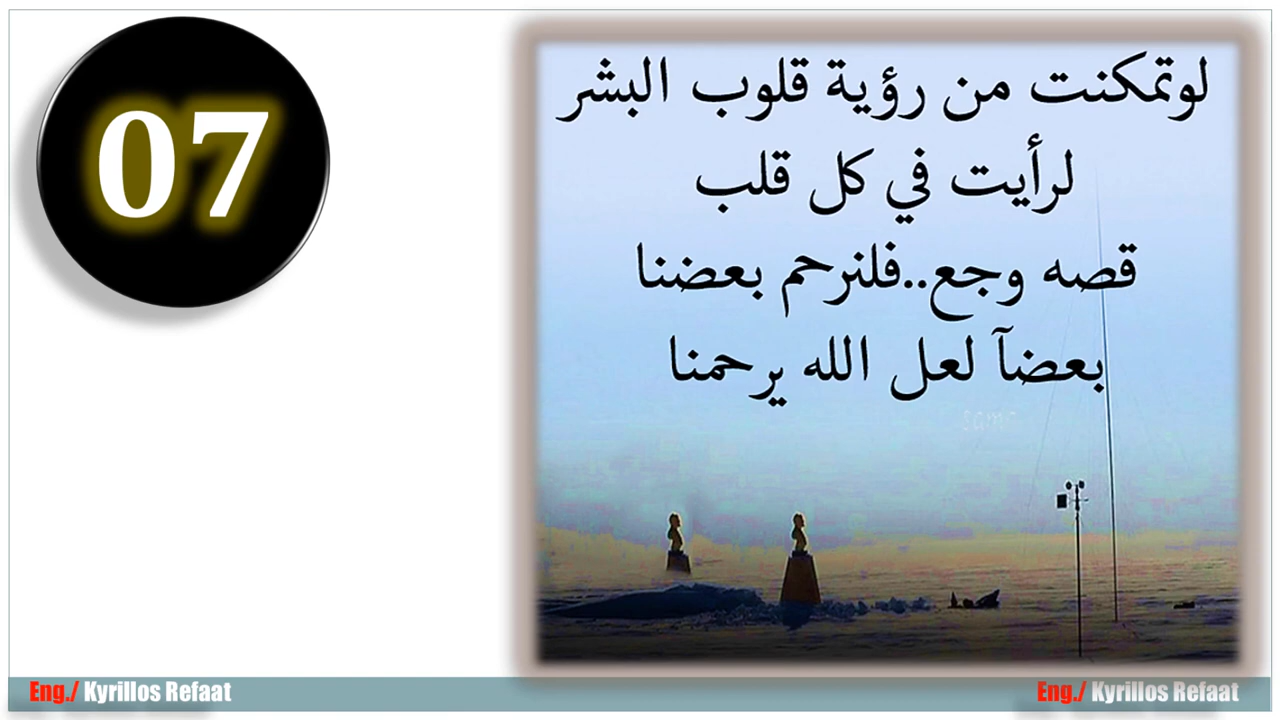 07
لوتمكنت من رؤية قلوب البشر
لرأيت في كل قلب
قصه وجع..فلنرحم بعضنا
بعضآ لعل الله يرحمنا
Eng./ Kyrillos Refaat
Eng./ Kyrillos Refaat